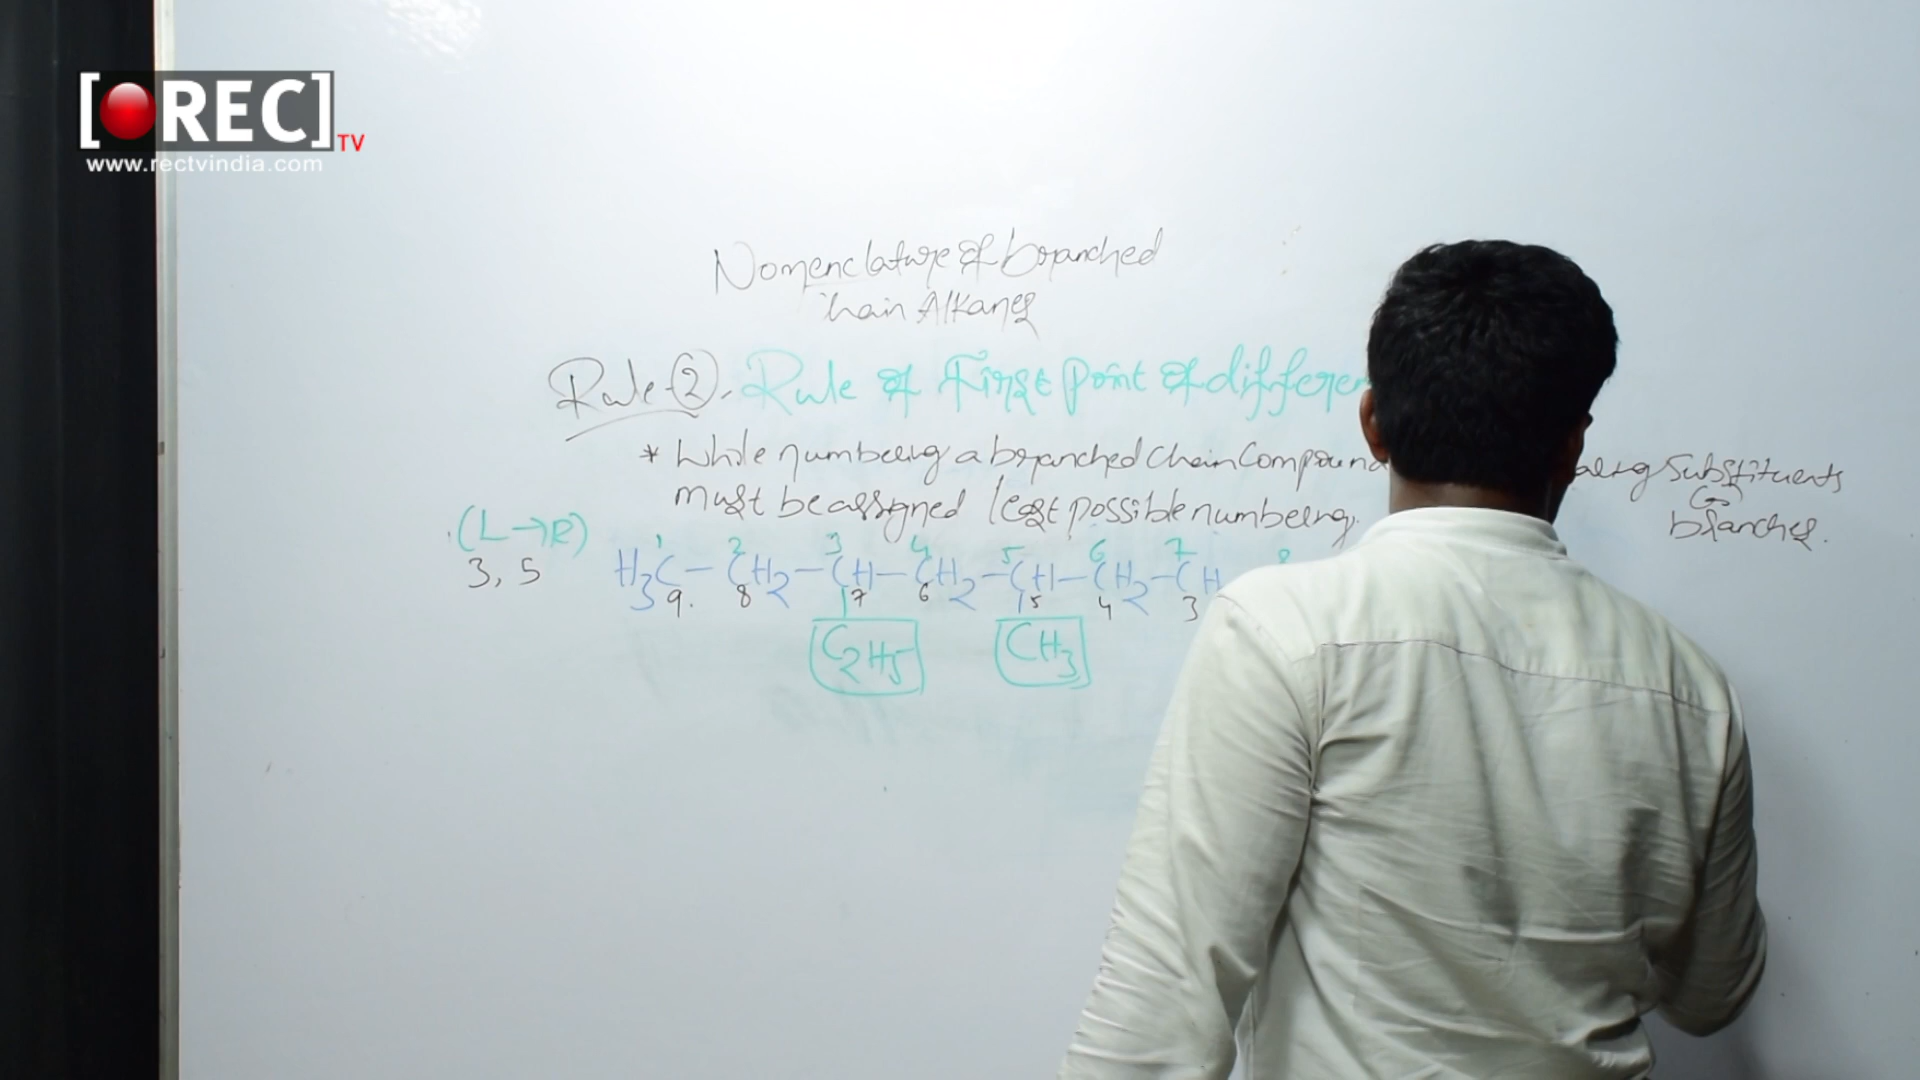 [REC]
TV
www.rectvindia.com
Nomenclature of branched
chain Alkanes
Rule-②. Rule of First point of differen
* While numbering a branched chain Compound
Substituents
must be assigned least possible numbering.
(or)
branches.
(L→R)
3, 5
1 2 3 4 5 6 7 8
H3C - CH2 - CH - CH2 - CH - CH2 - CH
9. 8 7 6 5 4 3
C2H5 CH3